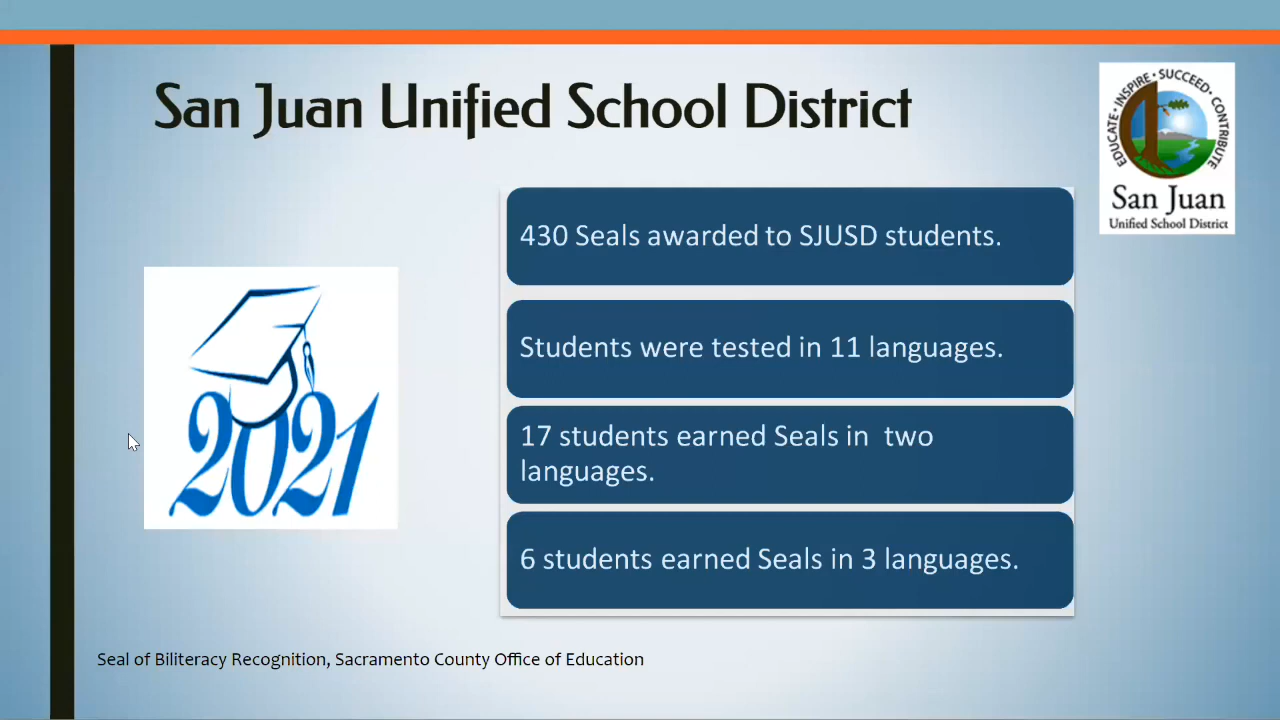 San Juan Unified School District
EDUCATE • INSPIRE • SUCCEED • CONTRIBUTE
San Juan
Unified School District
430 Seals awarded to SJUSD students.
Students were tested in 11 languages.
17 students earned Seals in  two
languages.
6 students earned Seals in 3 languages.
2021
Seal of Biliteracy Recognition, Sacramento County Office of Education